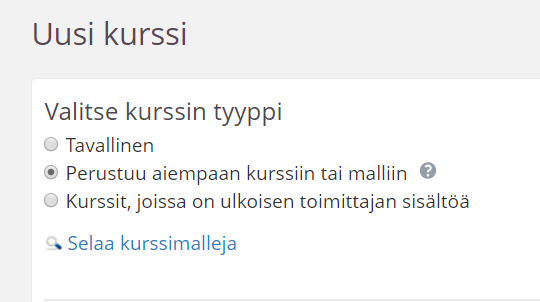 Uusi kurssi
Valitse kurssin tyyppi
Tavallinen
Perustuu aiempaan kurssiin tai malliin ?
Kurssit, joissa on ulkoisen toimittajan sisältöä
Selaa kurssimalleja